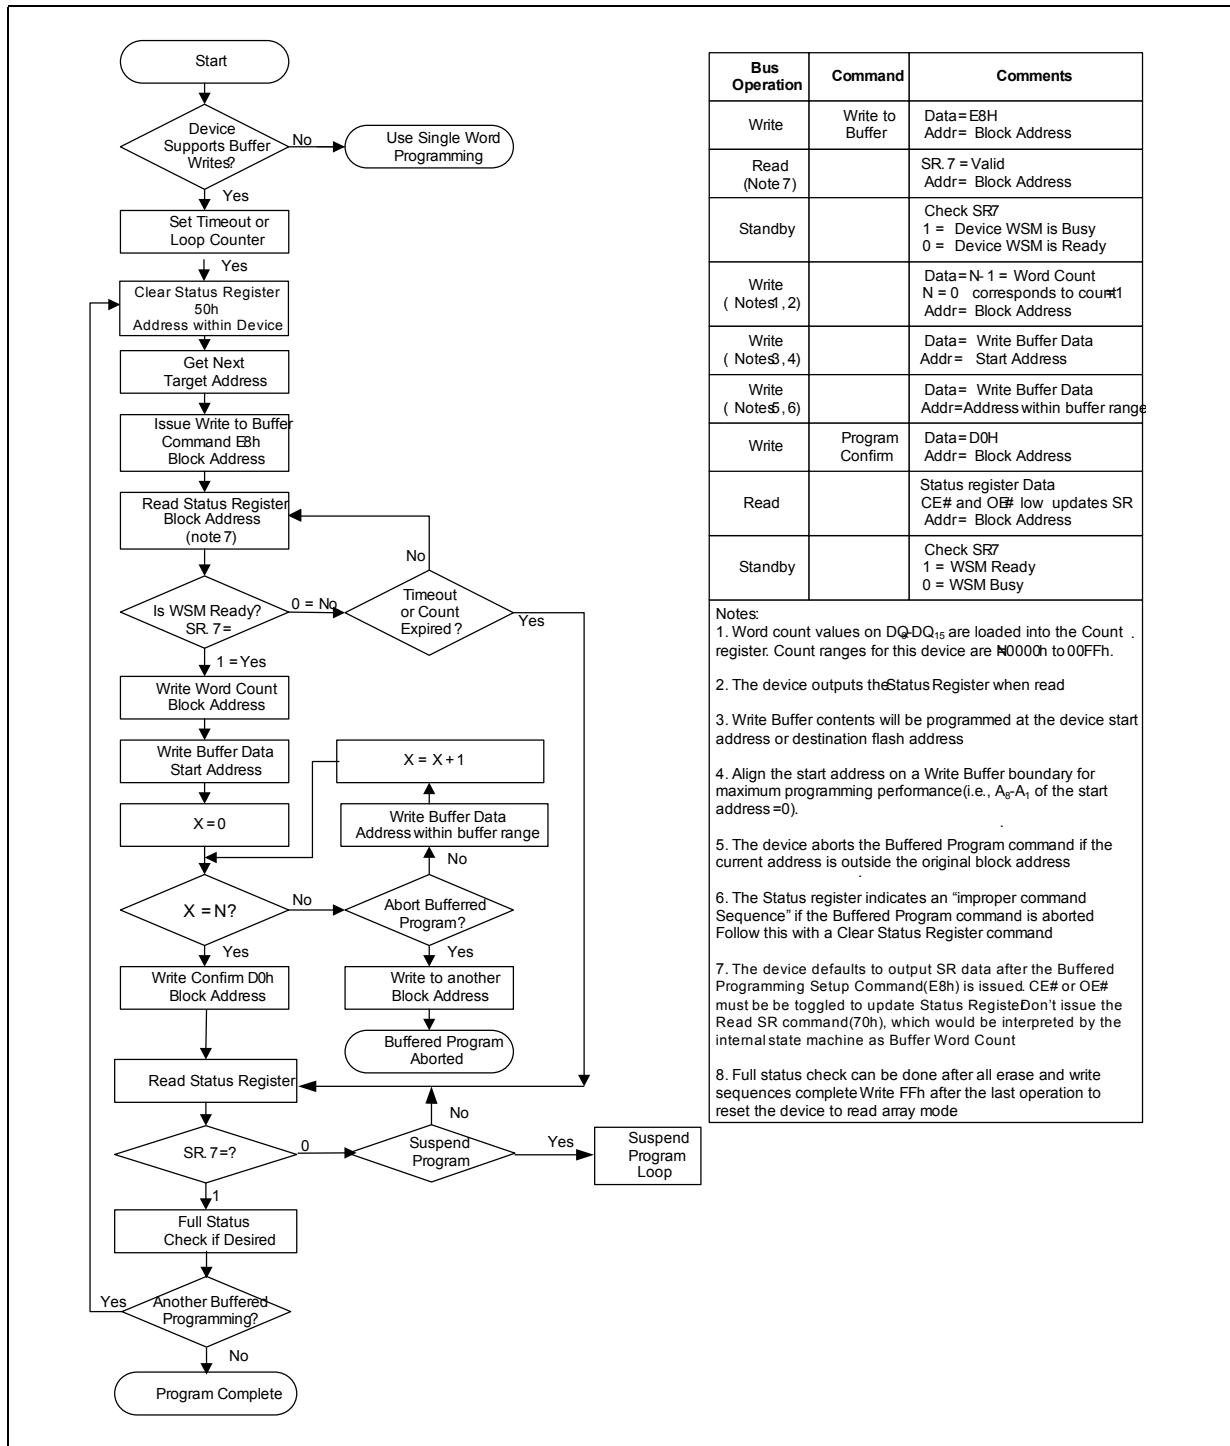 Start
Device
Supports Buffer
Writes?
No
Use Single Word
Programming
Yes
Set Timeout or
Loop Counter
Yes
Clear Status Register
50h
Address within Device
Get Next
Target Address
Issue Write to Buffer
Command E8h
Block Address
Read Status Register
Block Address
(note 7)
No
Is WSM Ready?
SR. 7 =
0 = No
Timeout
or Count
Expired ?
Yes
1 = Yes
Write Word Count
Block Address
Write Buffer Data
Start Address
X = X + 1
X = 0
Write Buffer Data
Address within buffer range
No
X = N?
No
Abort Bufferred
Program?
Yes
Yes
Write Confirm D0h
Block Address
Write to another
Block Address
Buffered Program
Aborted
Read Status Register
No
SR. 7 =?
0
Suspend
Program
Yes
Suspend
Program
Loop
1
Full Status
Check if Desired
Yes
Another Buffered
Programming?
No
Program Complete
Bus
Operation
Command
Comments
Write
Write to
Buffer
Data = E8H
Addr = Block Address
Read
(Note 7)
SR. 7 = Valid
Addr = Block Address
Standby
Check SR7
1 = Device WSM is Busy
0 = Device WSM is Ready
Write
( Notes1, 2)
Data = N- 1 = Word Count
N = 0 corresponds to count=1
Addr = Block Address
Write
( Notes3, 4)
Data = Write Buffer Data
Addr = Start Address
Write
( Notes5, 6)
Data = Write Buffer Data
Addr = Address within buffer range
Write
Program
Confirm
Data = D0H
Addr = Block Address
Read
Status register Data
CE# and OE# low updates SR
Addr = Block Address
Standby
Check SR7
1 = WSM Ready
0 = WSM Busy
Notes:
1. Word count values on DQ0-DQ15 are loaded into the Count
register. Count ranges for this device are N=0000h to 00FFh.
2. The device outputs the Status Register when read
3. Write Buffer contents will be programmed at the device start
address or destination flash address
4. Align the start address on a Write Buffer boundary for
maximum programming performance (i.e., A8-A1 of the start
address = 0).
5. The device aborts the Buffered Program command if the
current address is outside the original block address
6. The Status register indicates an “improper command
Sequence” if the Buffered Program command is aborted
Follow this with a Clear Status Register command
7. The device defaults to output SR data after the Buffered
Programming Setup Command (E8h) is issued. CE# or OE#
must be be toggled to update Status Register Don’t issue the
Read SR command (70h), which would be interpreted by the
internal state machine as Buffer Word Count
8. Full status check can be done after all erase and write
sequences complete Write FFh after the last operation to
reset the device to read array mode